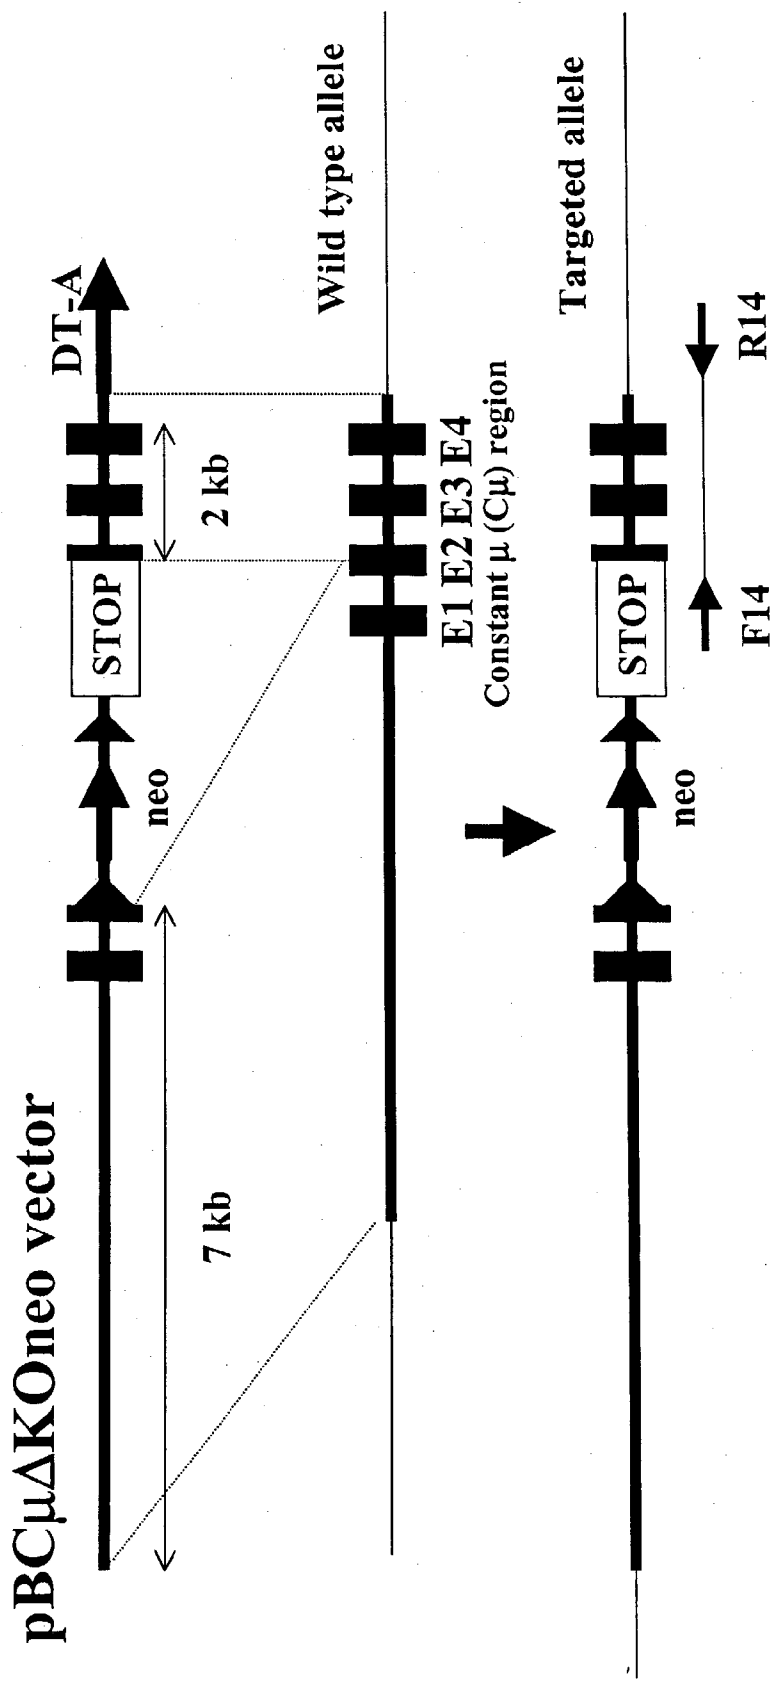 pBCμΔKOneo vector
DT-A
7 kb
neo
STOP
2 kb
Wild type allele
E1 E2 E3 E4
Constant μ (Cμ) region
Targeted allele
neo
STOP
F14
R14